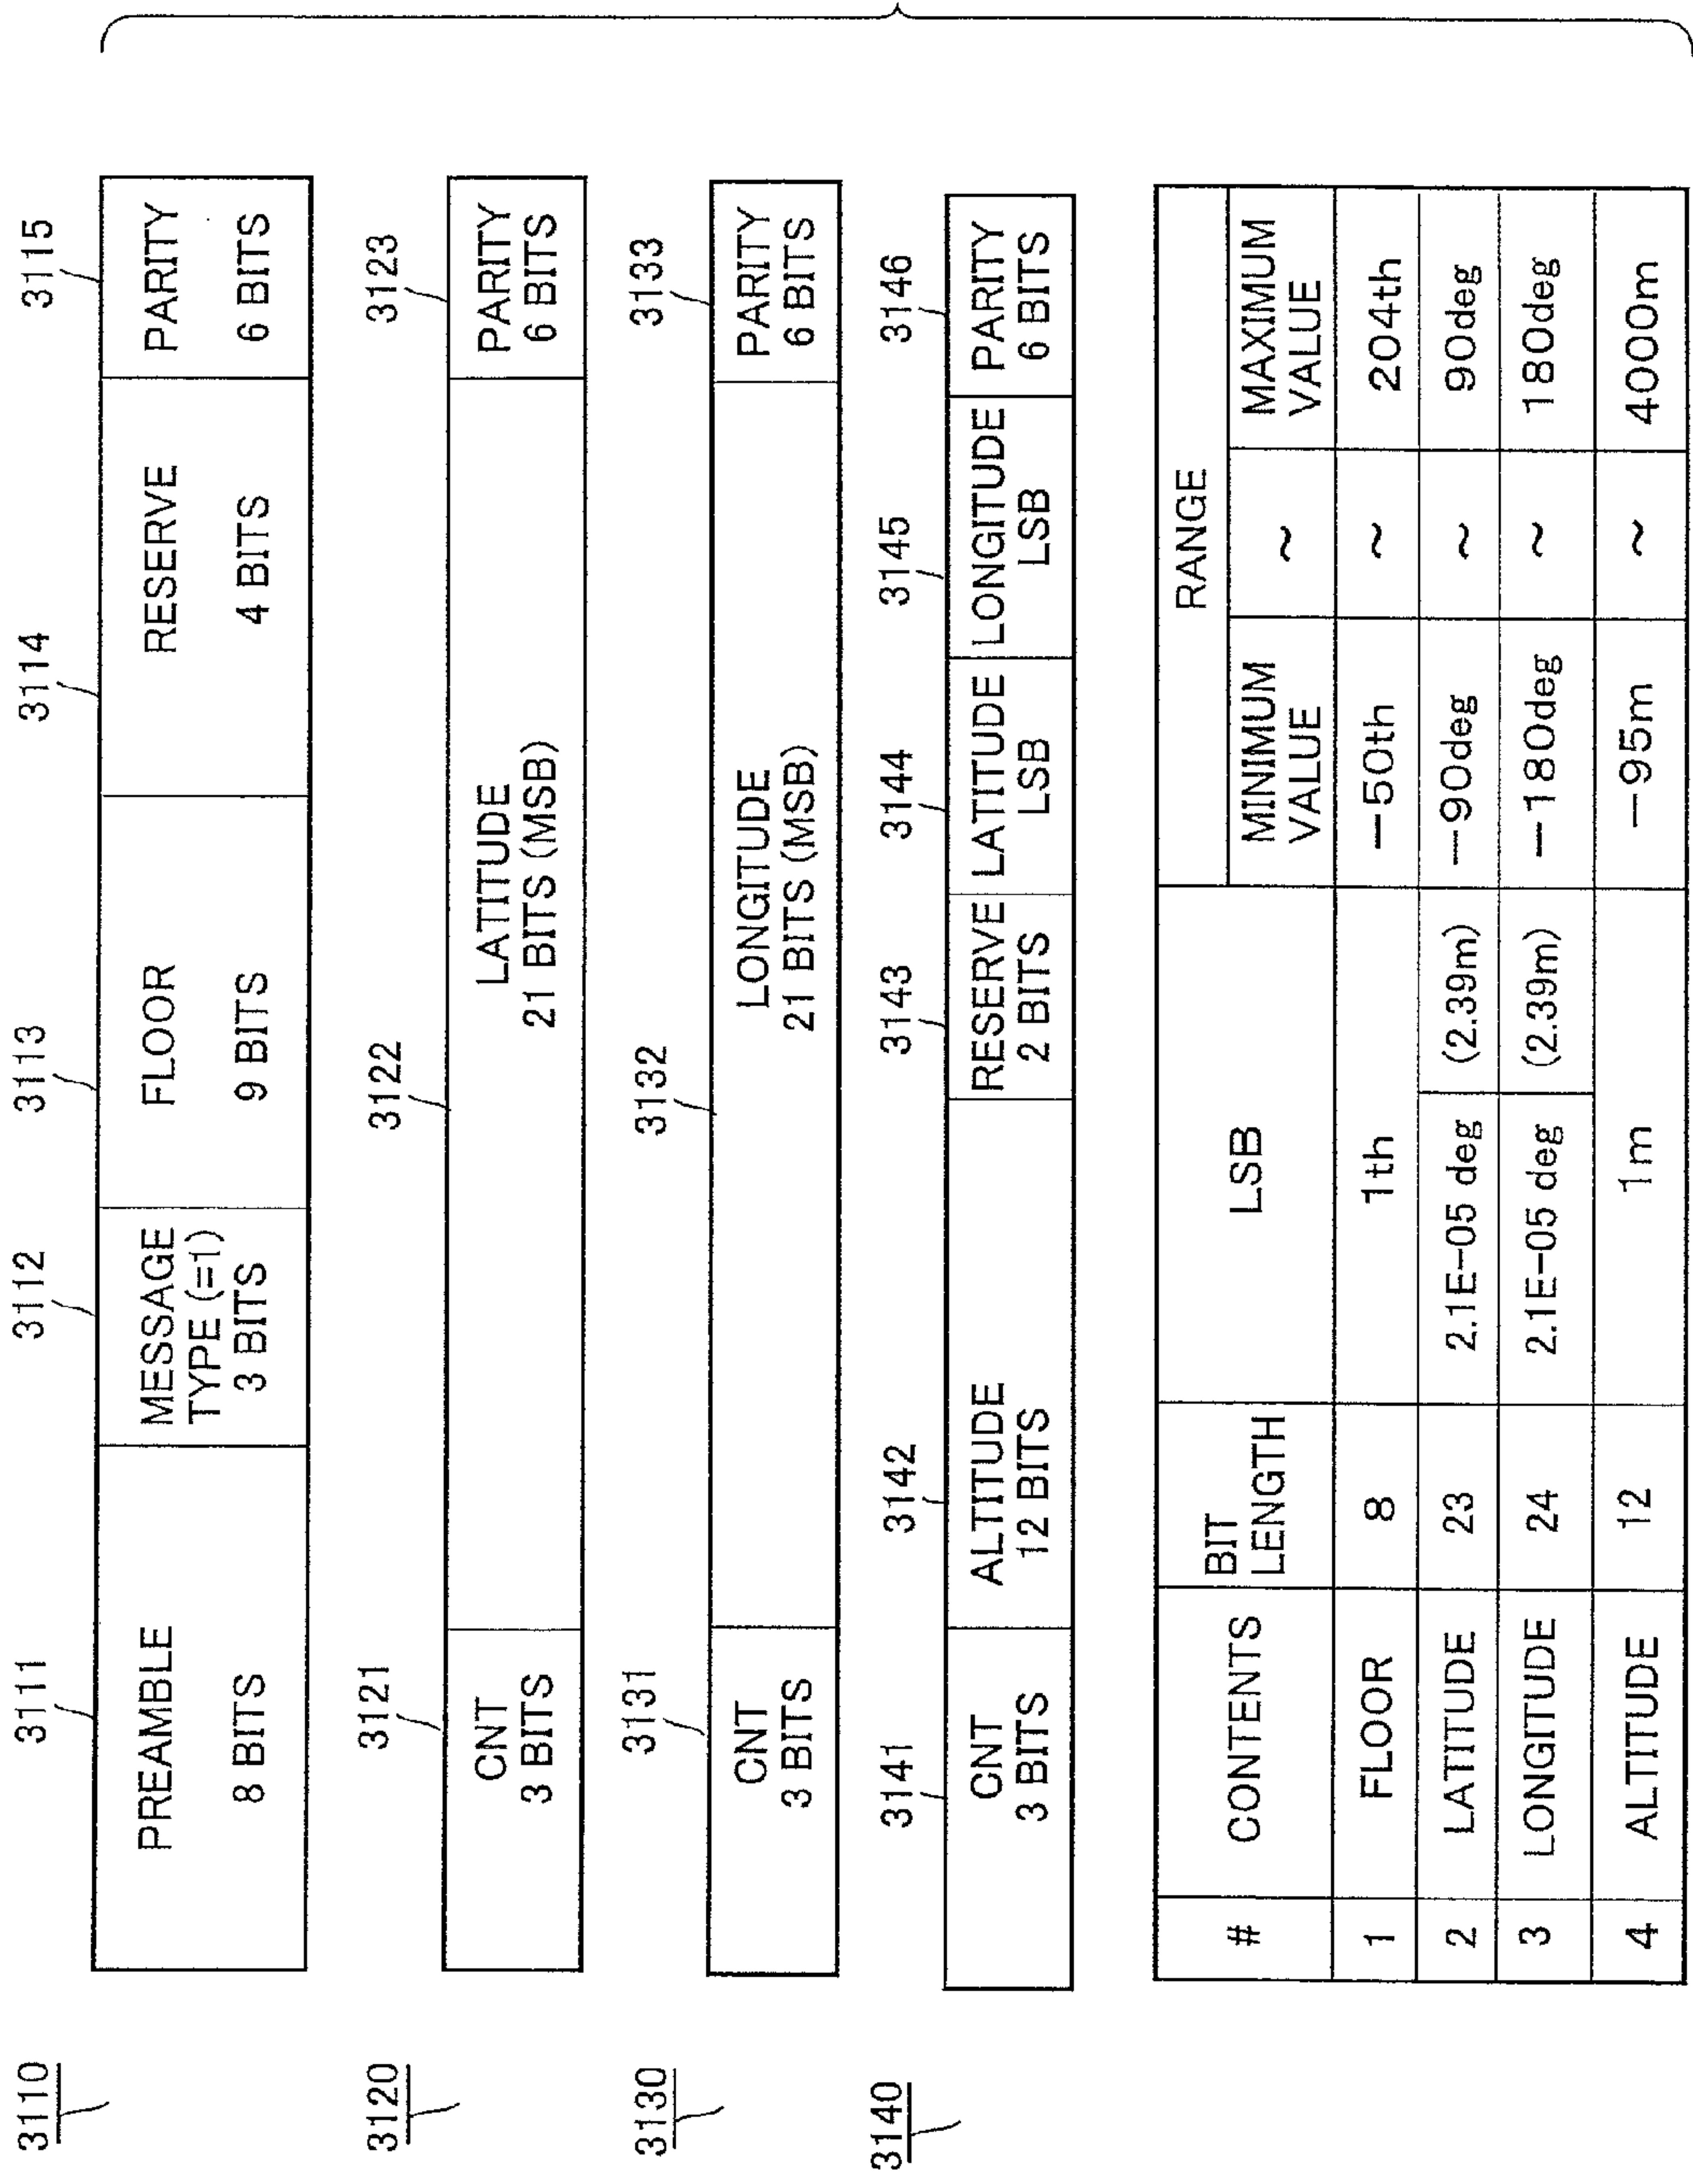 3110
3111
3112
3113
3114
3115
PREAMBLE
8 BITS
MESSAGE
TYPE (=1)
3 BITS
FLOOR
9 BITS
RESERVE
4 BITS
PARITY
6 BITS
3120
3121
3122
3123
CNT
3 BITS
LATITUDE
21 BITS (MSB)
PARITY
6 BITS
3130
3131
3132
3133
CNT
3 BITS
LONGITUDE
21 BITS (MSB)
PARITY
6 BITS
3140
3141
3142
3143
3144
3145
3146
CNT
3 BITS
ALTITUDE
12 BITS
RESERVE
2 BITS
LATITUDE
LSB
LONGITUDE
LSB
PARITY
6 BITS
# CONTENTS BIT LENGTH LSB RANGE
MINIMUM VALUE ~ MAXIMUM VALUE
1 FLOOR 8 1th −50th ~ 204th
2 LATITUDE 23 2.1E−05 deg (2.39m) −90deg ~ 90deg
3 LONGITUDE 24 2.1E−05 deg (2.39m) −180deg ~ 180deg
4 ALTITUDE 12 1m −95m ~ 4000m